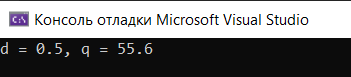 C:\ Консоль отладки Microsoft Visual Studio
d = 0.5, q = 55.6